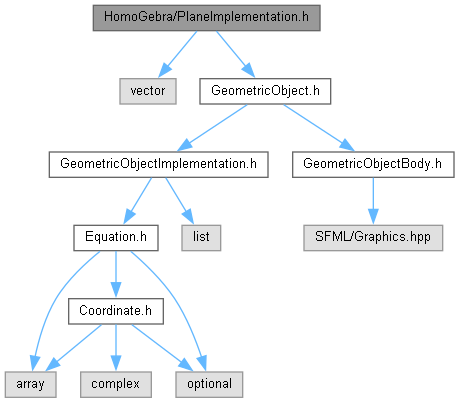 HomoGebra/PlaneImplementation.h
vector
GeometricObject.h
GeometricObjectImplementation.h
GeometricObjectBody.h
Equation.h
list
SFML/Graphics.hpp
Coordinate.h
array
complex
optional